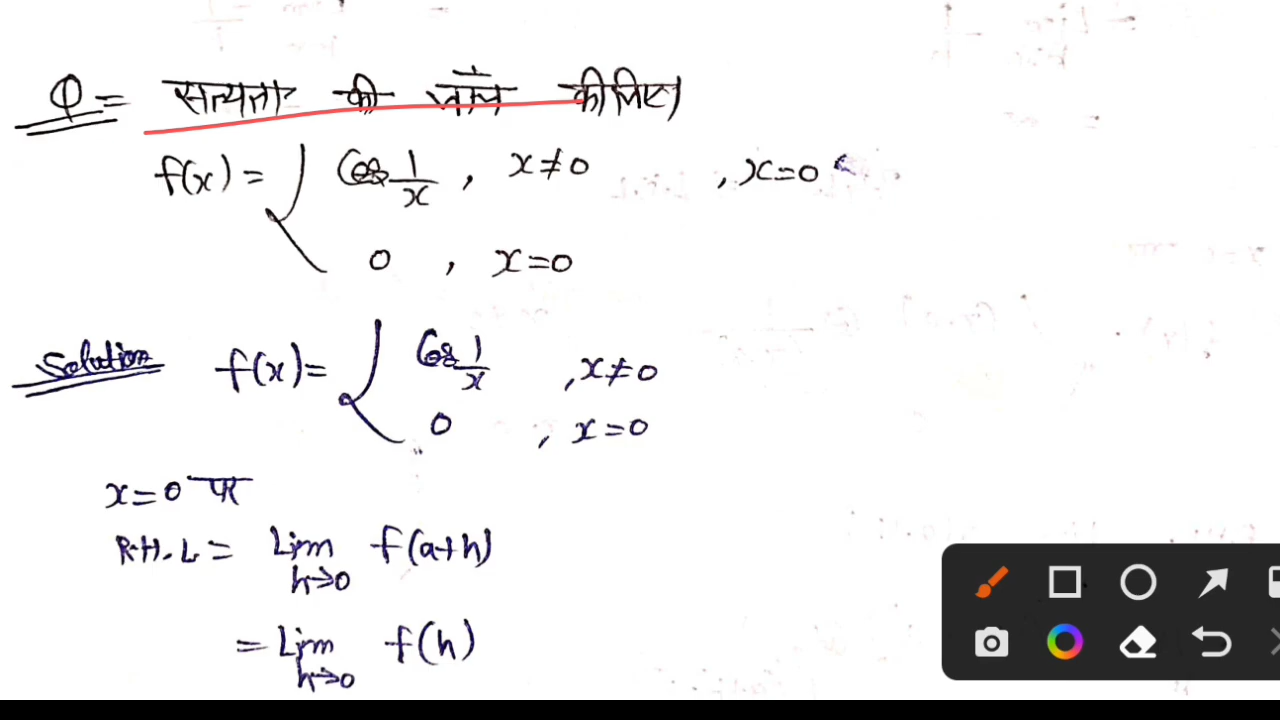 Q= सत्यता की जांच कीजिए।
f(x) = { Cos 1/x , x≠0 , x=0
0 , x=0
Solution f(x)= { Cos 1/x , x≠0
0 , x=0
x=0 पर
R.H.L = Lim h→0 f(a+h)
= Lim h→0 f(h)